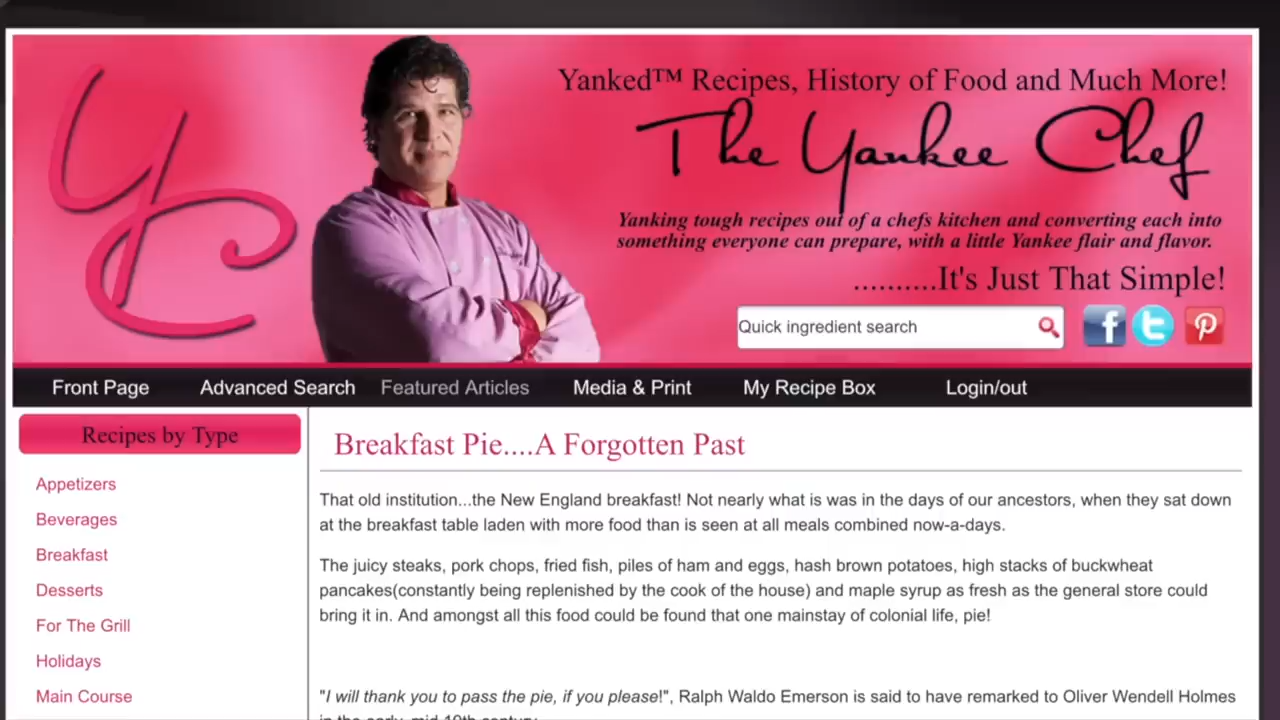 YC
Yanked™ Recipes, History of Food and Much More!
The Yankee Chef
Yanking tough recipes out of a chefs kitchen and converting each into
something everyone can prepare, with a little Yankee flair and flavor.
..........It's Just That Simple!
Quick ingredient search
Front Page Advanced Search Featured Articles Media & Print My Recipe Box Login/out
Recipes by Type
Appetizers
Beverages
Breakfast
Desserts
For The Grill
Holidays
Main Course
Breakfast Pie....A Forgotten Past
That old institution...the New England breakfast! Not nearly what is was in the days of our ancestors, when they sat down
at the breakfast table laden with more food than is seen at all meals combined now-a-days.
The juicy steaks, pork chops, fried fish, piles of ham and eggs, hash brown potatoes, high stacks of buckwheat
pancakes(constantly being replenished by the cook of the house) and maple syrup as fresh as the general store could
bring it in. And amongst all this food could be found that one mainstay of colonial life, pie!
"I will thank you to pass the pie, if you please!", Ralph Waldo Emerson is said to have remarked to Oliver Wendell Holmes
in the early, mid 19th century